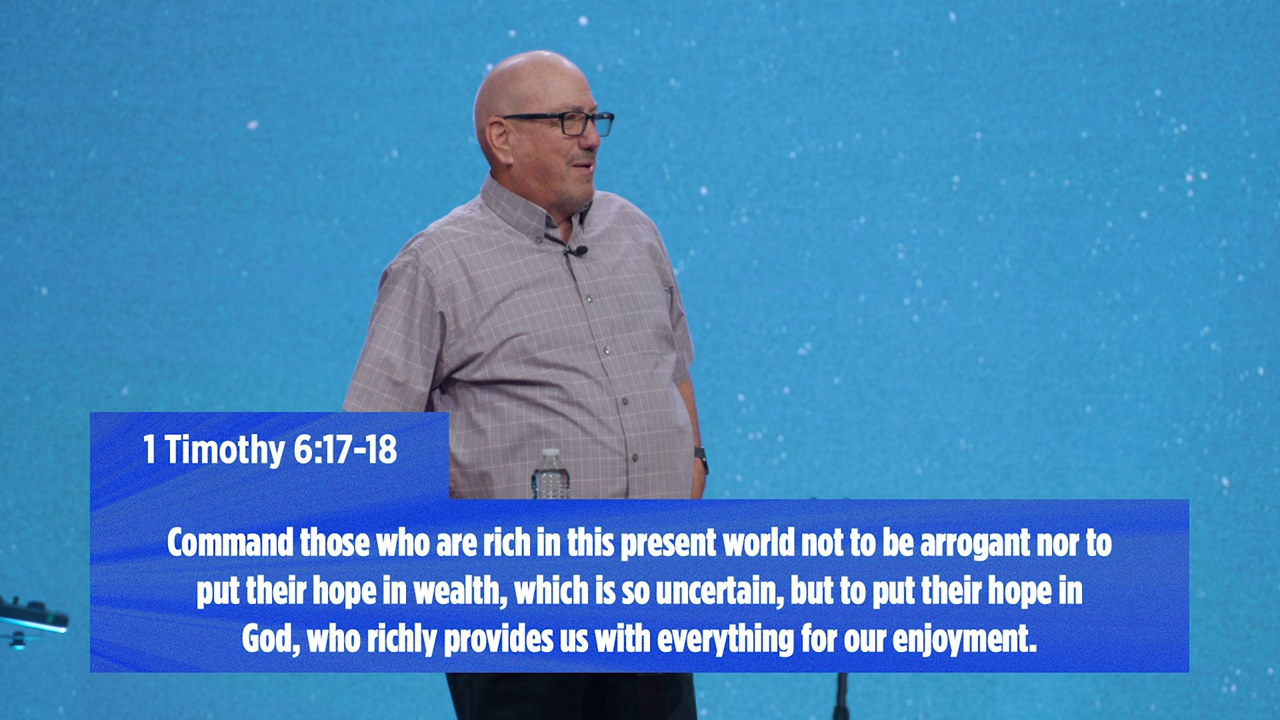 1 Timothy 6:17-18
Command those who are rich in this present world not to be arrogant nor to
put their hope in wealth, which is so uncertain, but to put their hope in
God, who richly provides us with everything for our enjoyment.